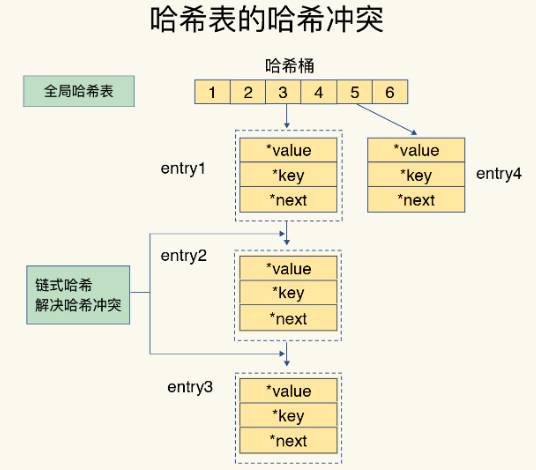 哈希表的哈希冲突
哈希桶
全局哈希表
1 2 3 4 5 6
entry1
*value
*key
*next
*value
*key
*next
entry4
entry2
*value
*key
*next
链式哈希
解决哈希冲突
entry3
*value
*key
*next